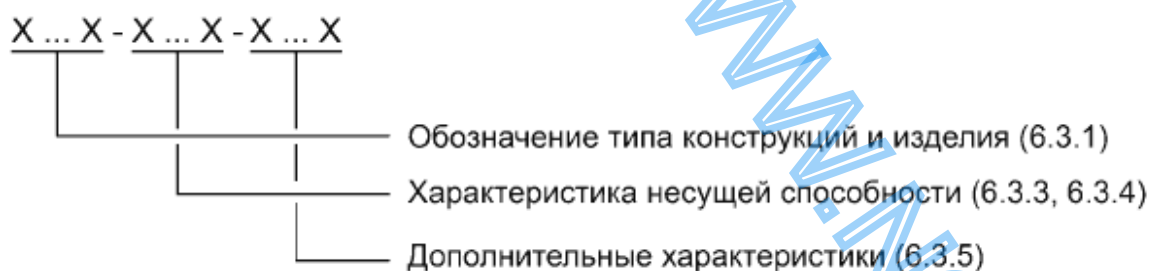 X ... X - X ... X - X ... X
Обозначение типа конструкций и изделия (6.3.1)
Характеристика несущей способности (6.3.3, 6.3.4)
Дополнительные характеристики (6.3.5)
WW.N